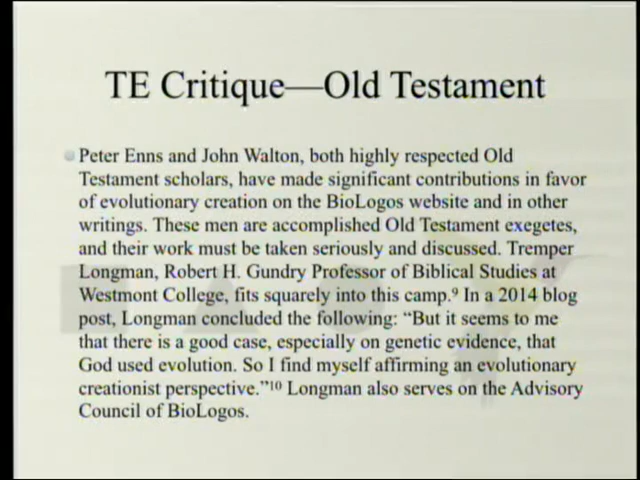 TE Critique—Old Testament
Peter Enns and John Walton, both highly respected Old
Testament scholars, have made significant contributions in favor
of evolutionary creation on the BioLogos website and in other
writings. These men are accomplished Old Testament exegetes,
and their work must be taken seriously and discussed. Tremper
Longman, Robert H. Gundry Professor of Biblical Studies at
Westmont College, fits squarely into this camp.⁹ In a 2014 blog
post, Longman concluded the following: “But it seems to me
that there is a good case, especially on genetic evidence, that
God used evolution. So I find myself affirming an evolutionary
creationist perspective.”¹⁰ Longman also serves on the Advisory
Council of BioLogos.